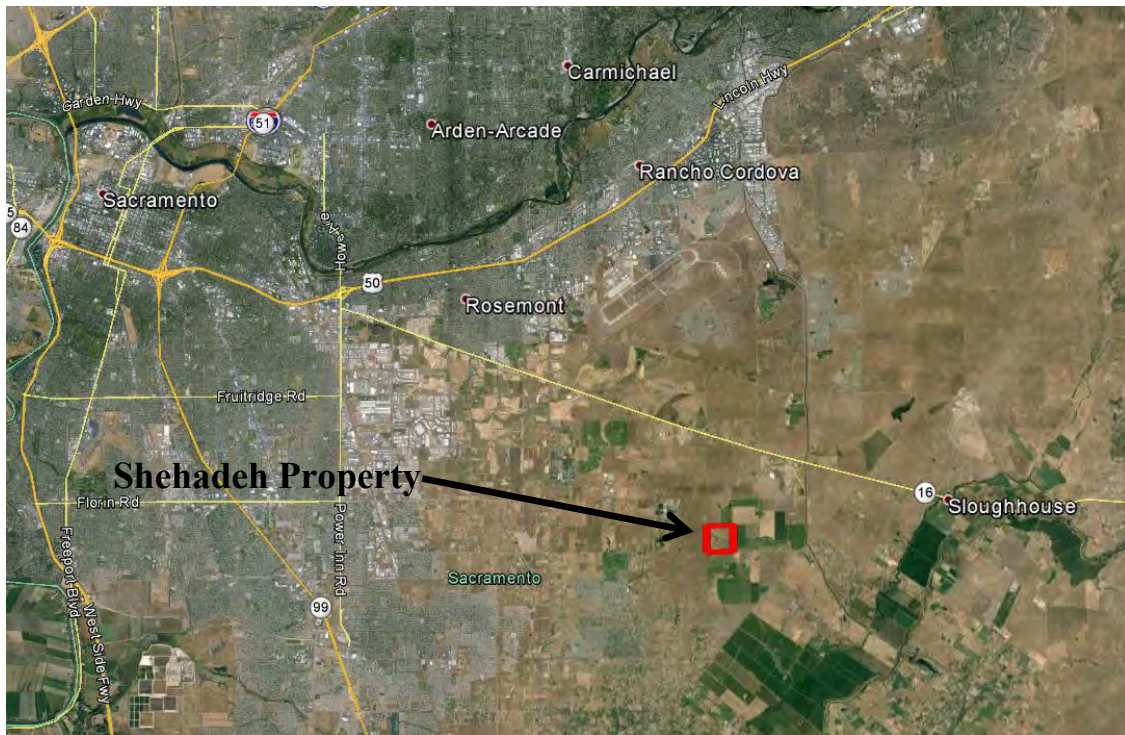 Carmichael
Lincoln Hwy
Garden Hwy
51
Arden-Arcade
Rancho Cordova
Sacramento
5
84
Howe Ave
50
Rosemont
Fruitridge Rd
Shehadeh Property
16
Sloughhouse
Florin Rd
Power Inn Rd
Freeport Blvd
Sacramento
99
West Side Fwy